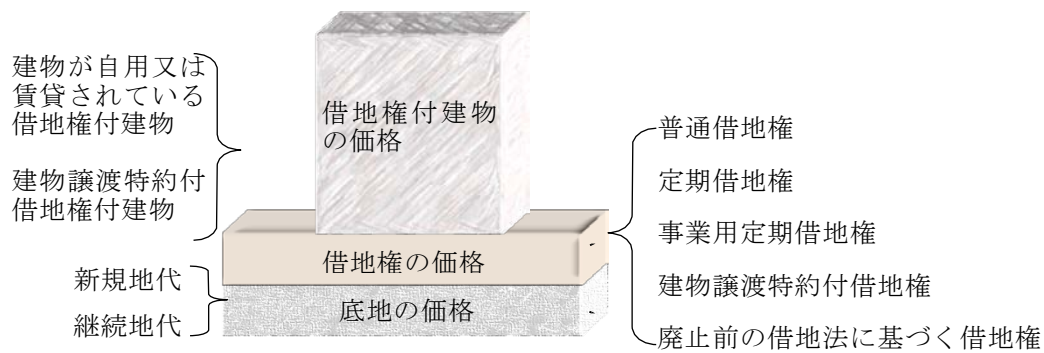 建物が自用又は
賃貸されている
借地権付建物
建物譲渡特約付
借地権付建物
新規地代
継続地代
借地権付建物
の価格
借地権の価格
底地の価格
普通借地権
定期借地権
事業用定期借地権
建物譲渡特約付借地権
廃止前の借地法に基づく借地権